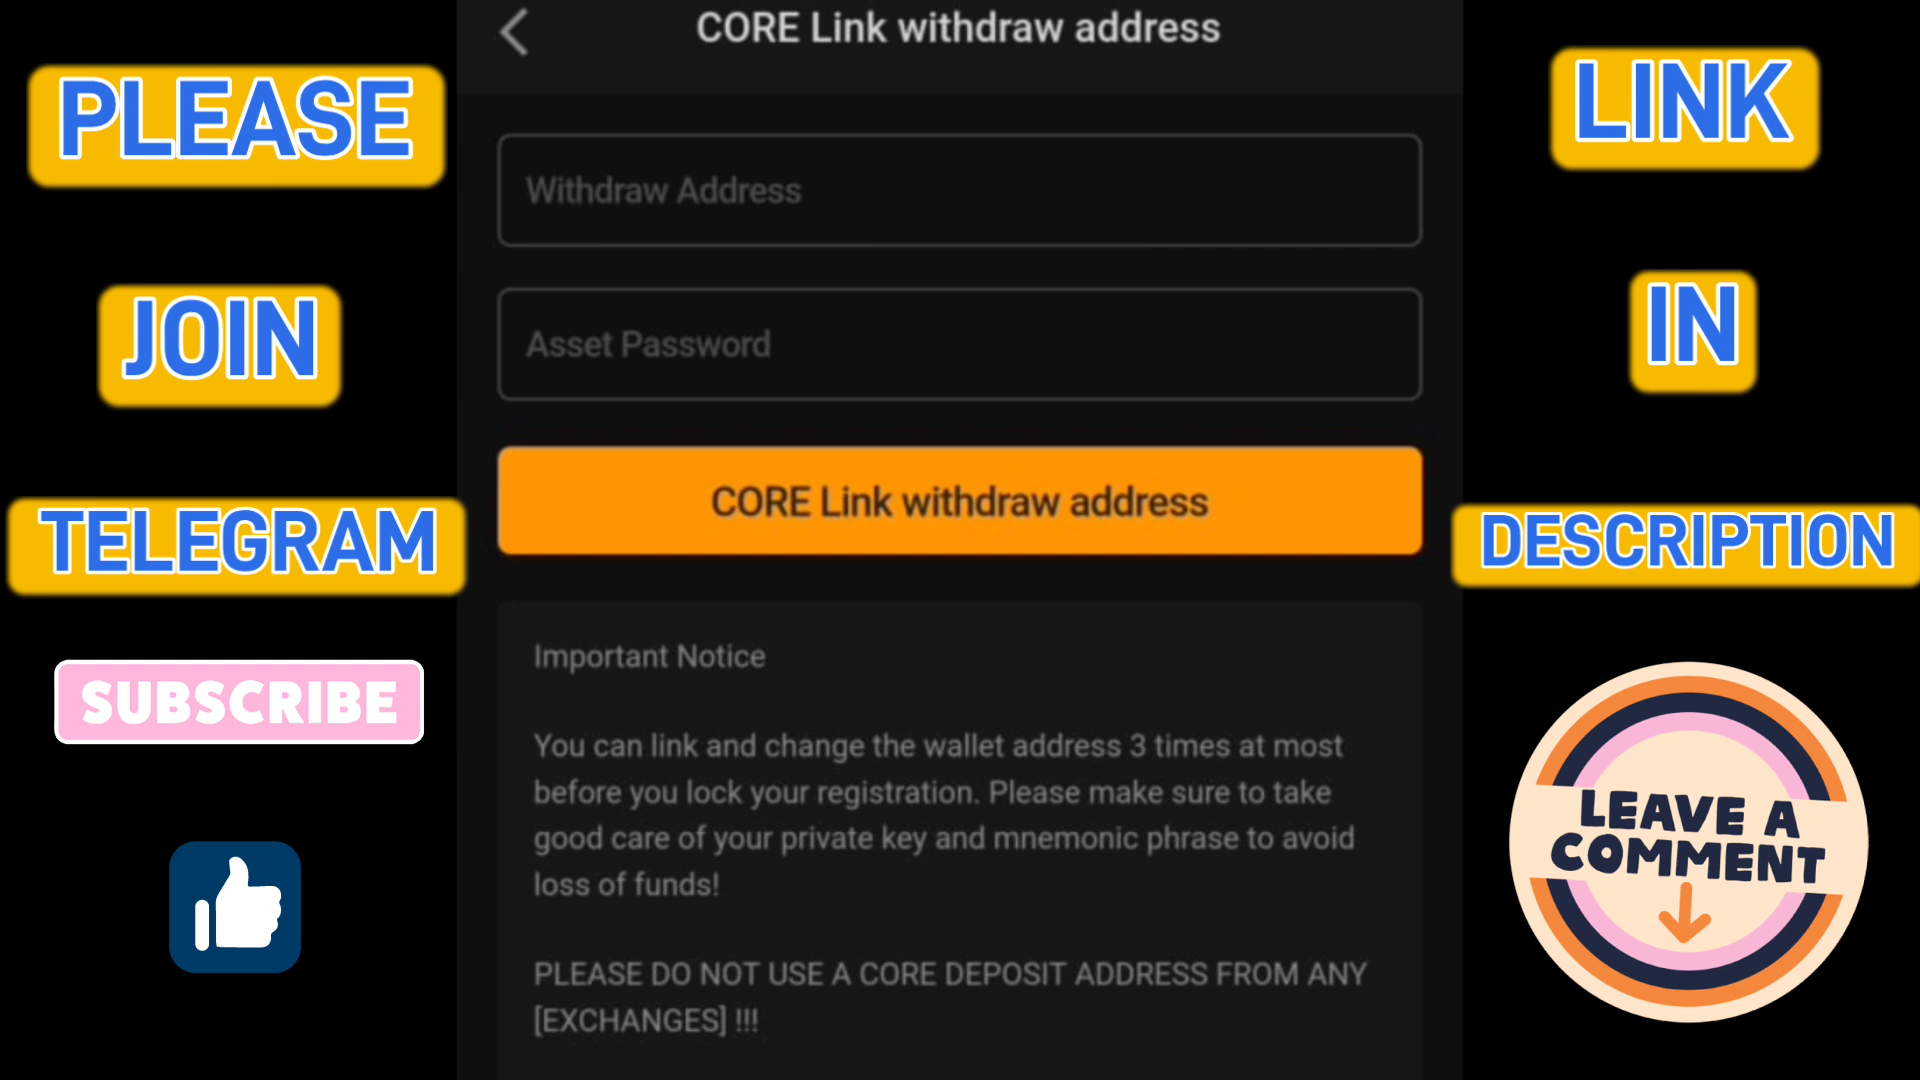 CORE Link withdraw address
PLEASE
JOIN
TELEGRAM
SUBSCRIBE
Withdraw Address
Asset Password
CORE Link withdraw address
Important Notice
You can link and change the wallet address 3 times at most
before you lock your registration. Please make sure to take
good care of your private key and mnemonic phrase to avoid
loss of funds!
PLEASE DO NOT USE A CORE DEPOSIT ADDRESS FROM ANY
[EXCHANGES] !!!
LINK
IN
DESCRIPTION
LEAVE A
COMMENT